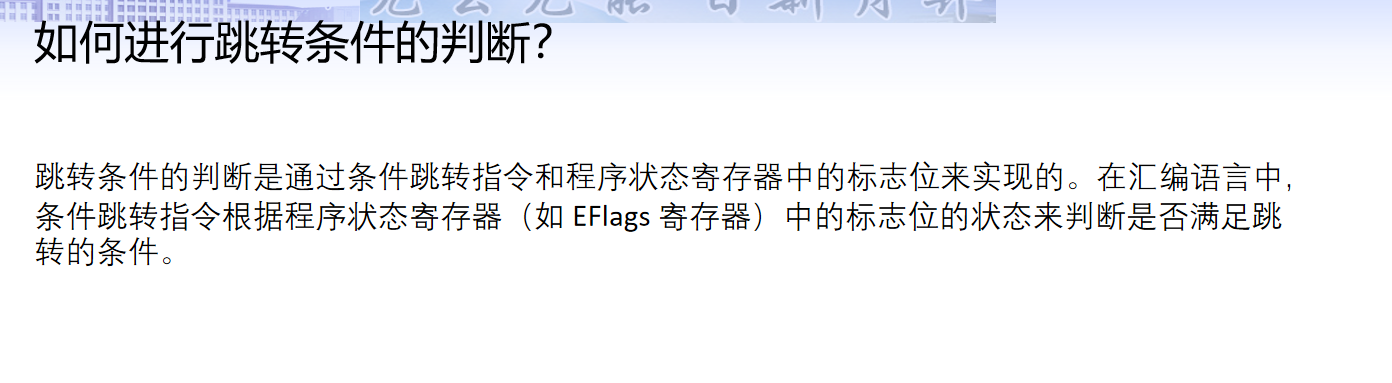 如何进行跳转条件的判断？
跳转条件的判断是通过条件跳转指令和程序状态寄存器中的标志位来实现的。在汇编语言中，
条件跳转指令根据程序状态寄存器（如 EFlags 寄存器）中的标志位的状态来判断是否满足跳
转的条件。